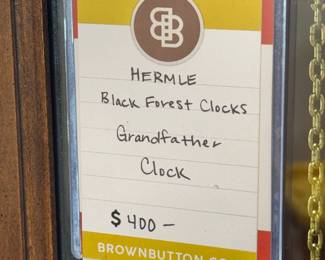 HERMLE
Black Forest Clocks
Grandfather
Clock
$400-
BROWNBUTTON.CO